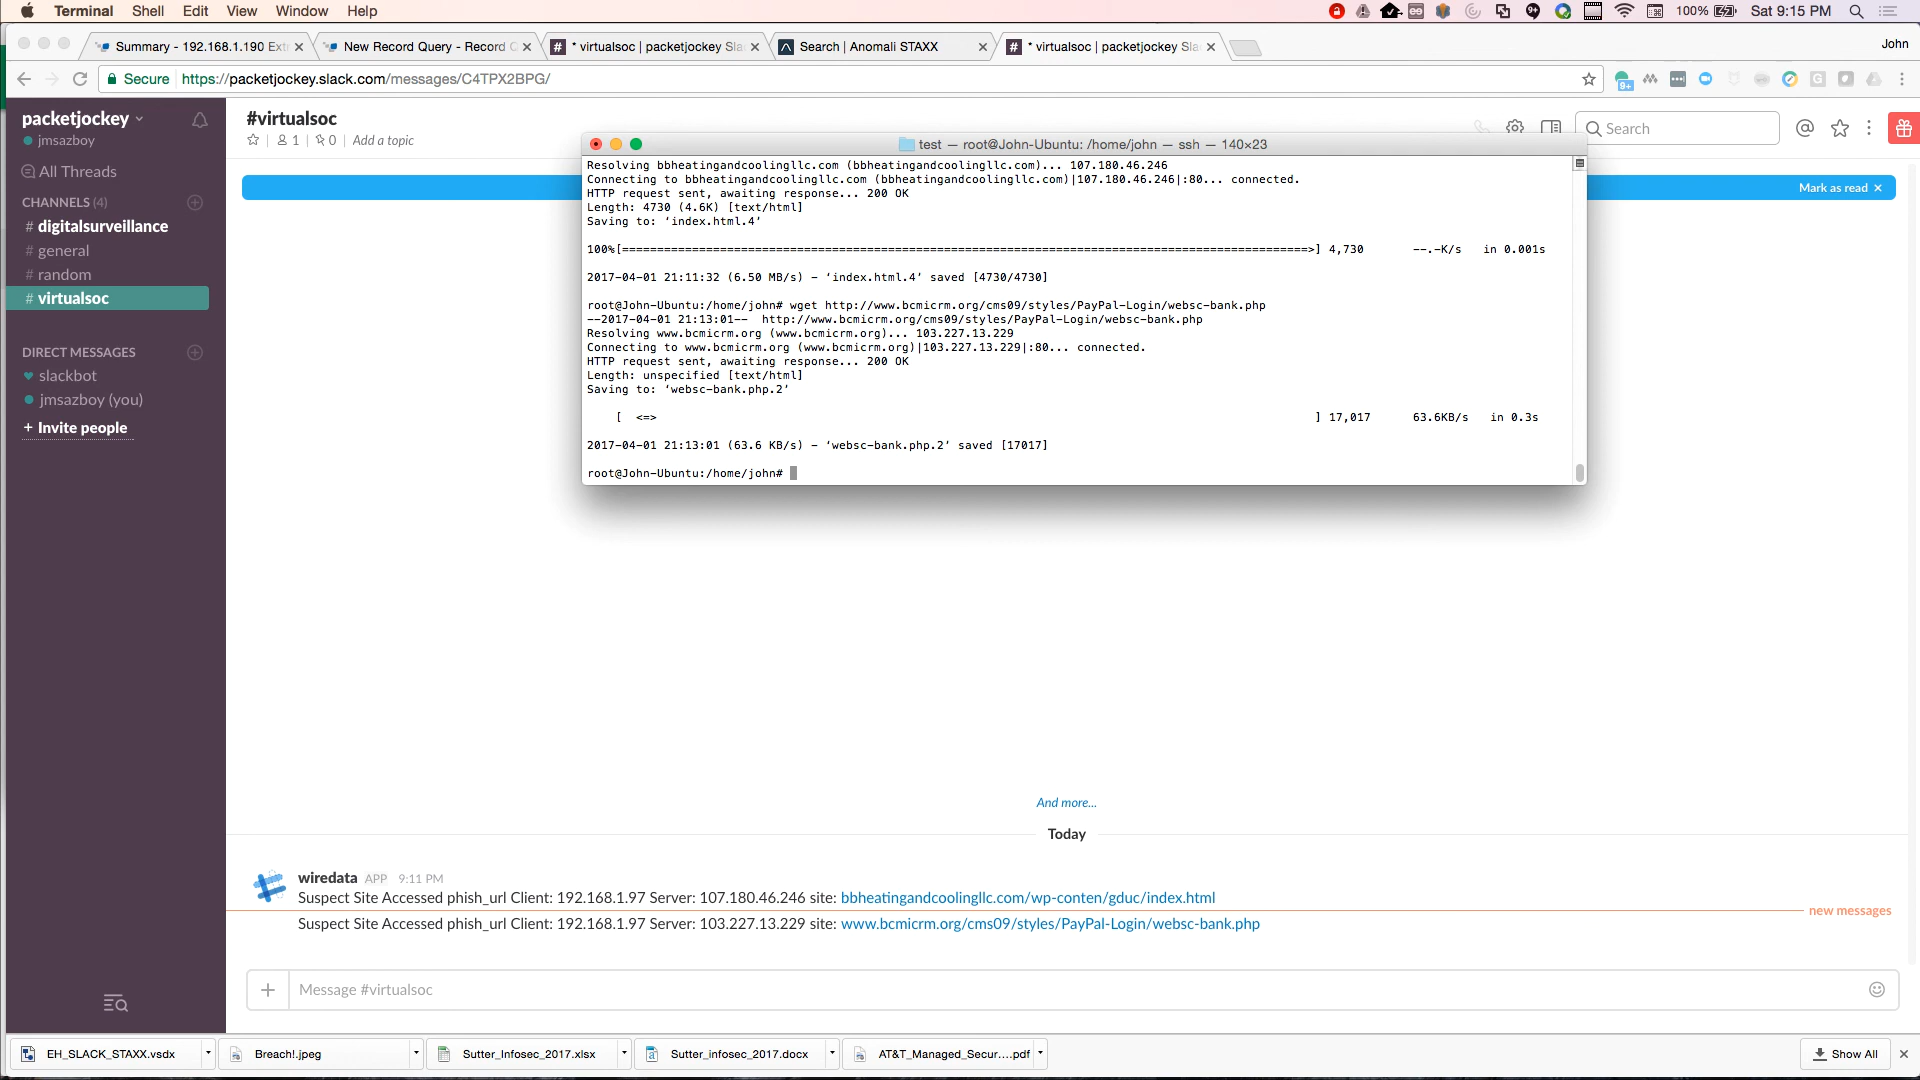 Terminal Shell Edit View Window Help 100% Sat 9:15 PM
Summary - 192.168.1.190 Ext
New Record Query - Record
* virtualsoc | packetjockey Sla
Search | Anomali STAXX
* virtualsoc | packetjockey Sla
John
Secure https://packetjockey.slack.com/messages/C4TPX2BPG/
9+
packetjockey
jmsazboy
All Threads
CHANNELS (4)
# digitalsurveillance
# general
# random
# virtualsoc
DIRECT MESSAGES
slackbot
jmsazboy (you)
+ Invite people
#virtualsoc
1 | 0 | Add a topic
Search
Mark as read
test — root@John-Ubuntu: /home/john — ssh — 140×23
Resolving bbheatingandcoolingllc.com (bbheatingandcoolingllc.com)... 107.180.46.246
Connecting to bbheatingandcoolingllc.com (bbheatingandcoolingllc.com)|107.180.46.246|:80... connected.
HTTP request sent, awaiting response... 200 OK
Length: 4730 (4.6K) [text/html]
Saving to: ‘index.html.4’
100%[==================================================================================================>] 4,730 --.-K/s in 0.001s
2017-04-01 21:11:32 (6.50 MB/s) - ‘index.html.4’ saved [4730/4730]
root@John-Ubuntu:/home/john# wget http://www.bcmicrm.org/cms09/styles/PayPal-Login/websc-bank.php
--2017-04-01 21:13:01-- http://www.bcmicrm.org/cms09/styles/PayPal-Login/websc-bank.php
Resolving www.bcmicrm.org (www.bcmicrm.org)... 103.227.13.229
Connecting to www.bcmicrm.org (www.bcmicrm.org)|103.227.13.229|:80... connected.
HTTP request sent, awaiting response... 200 OK
Length: unspecified [text/html]
Saving to: ‘websc-bank.php.2’
[ <=> ] 17,017 63.6KB/s in 0.3s
2017-04-01 21:13:01 (63.6 KB/s) - ‘websc-bank.php.2’ saved [17017]
root@John-Ubuntu:/home/john#
And more...
Today
wiredata APP 9:11 PM
Suspect Site Accessed phish_url Client: 192.168.1.97 Server: 107.180.46.246 site: bbheatingandcoolingllc.com/wp-conten/gduc/index.html
new messages
Suspect Site Accessed phish_url Client: 192.168.1.97 Server: 103.227.13.229 site: www.bcmicrm.org/cms09/styles/PayPal-Login/websc-bank.php
Message #virtualsoc
EH_SLACK_STAXX.vsdx
Breach!.jpeg
Sutter_Infosec_2017.xlsx
Sutter_infosec_2017.docx
AT&T_Managed_Secur....pdf
Show All